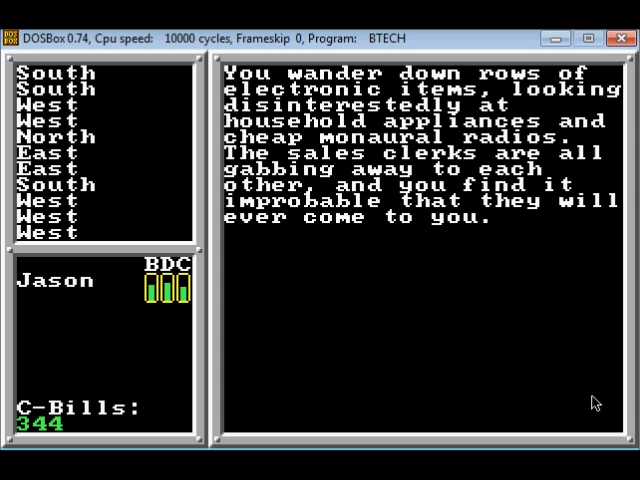 DOSBox 0.74, Cpu speed: 10000 cycles, Frameskip 0, Program: BTECH
South
South
West
West
North
East
East
South
West
West
West
You wander down rows of
electronic items, looking
disinterestedly at
household appliances and
cheap monaural radios.
The sales clerks are all
gabbing away to each
other, and you find it
improbable that they will
ever come to you.
BDC
Jason
C-Bills:
344